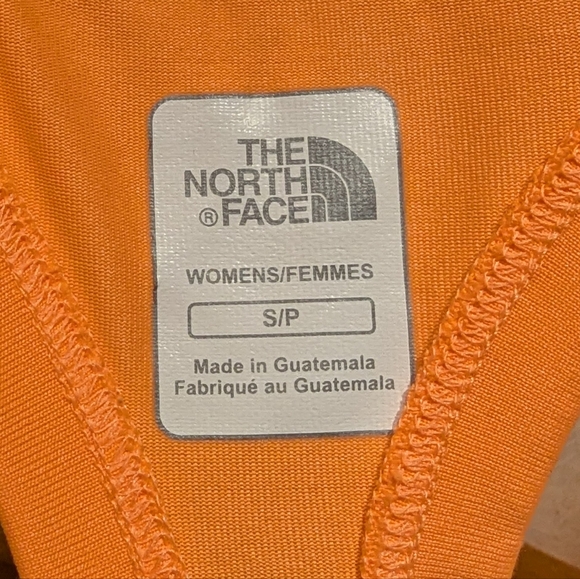 THE
NORTH
® FACE
WOMENS/FEMMES
S/P
Made in Guatemala
Fabriqué au Guatemala